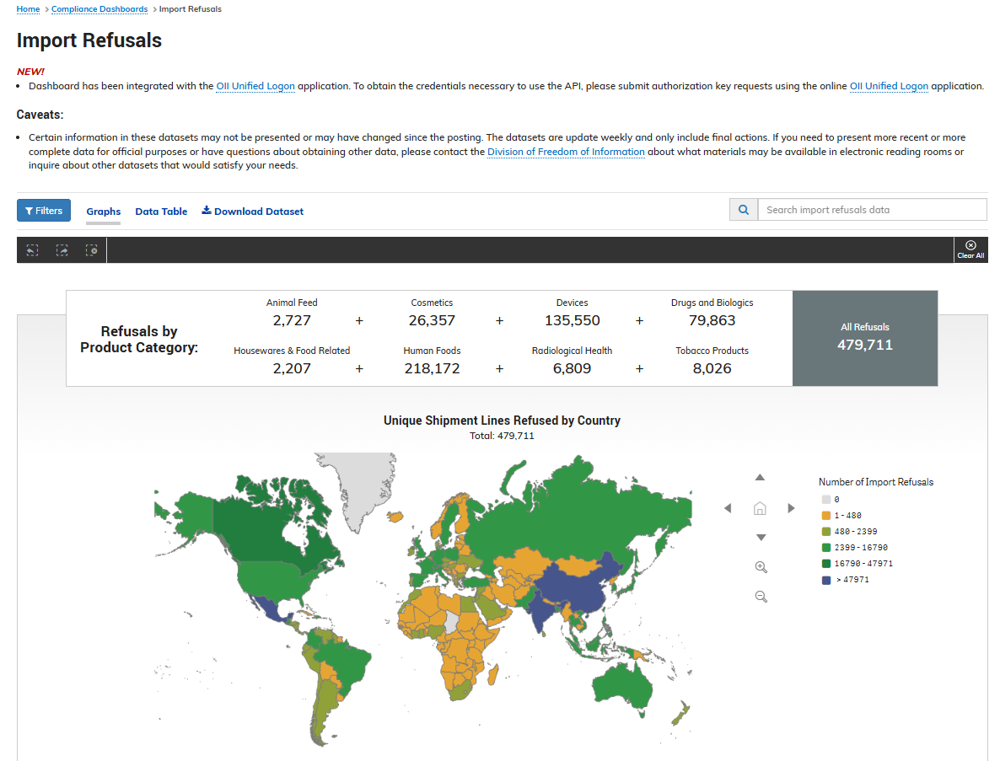 Home > Compliance Dashboards > Import Refusals
Import Refusals
NEW!
• Dashboard has been integrated with the OII Unified Logon application. To obtain the credentials necessary to use the API, please submit authorization key requests using the online OII Unified Logon application.
Caveats:
• Certain information in these datasets may not be presented or may have changed since the posting. The datasets are update weekly and only include final actions. If you need to present more recent or more
complete data for official purposes or have questions about obtaining other data, please contact the Division of Freedom of Information about what materials may be available in electronic reading rooms or
inquire about other datasets that would satisfy your needs.
Filters Graphs Data Table Download Dataset Search import refusals data
Clear All
Refusals by
Product Category:
Animal Feed Cosmetics Devices Drugs and Biologics
2,727 + 26,357 + 135,550 + 79,863
Housewares & Food Related Human Foods Radiological Health Tobacco Products
2,207 + 218,172 + 6,809 + 8,026
All Refusals
479,711
Unique Shipment Lines Refused by Country
Total: 479,711
Number of Import Refusals
0
1-480
480-2399
2399-16790
16790-47971
> 47971